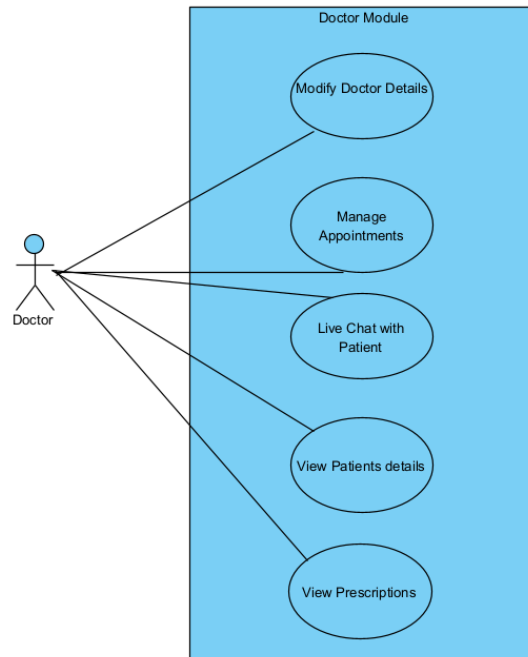 Doctor Module
Modify Doctor Details
Manage
Appointments
Doctor
Live Chat with
Patient
View Patients details
View Prescriptions